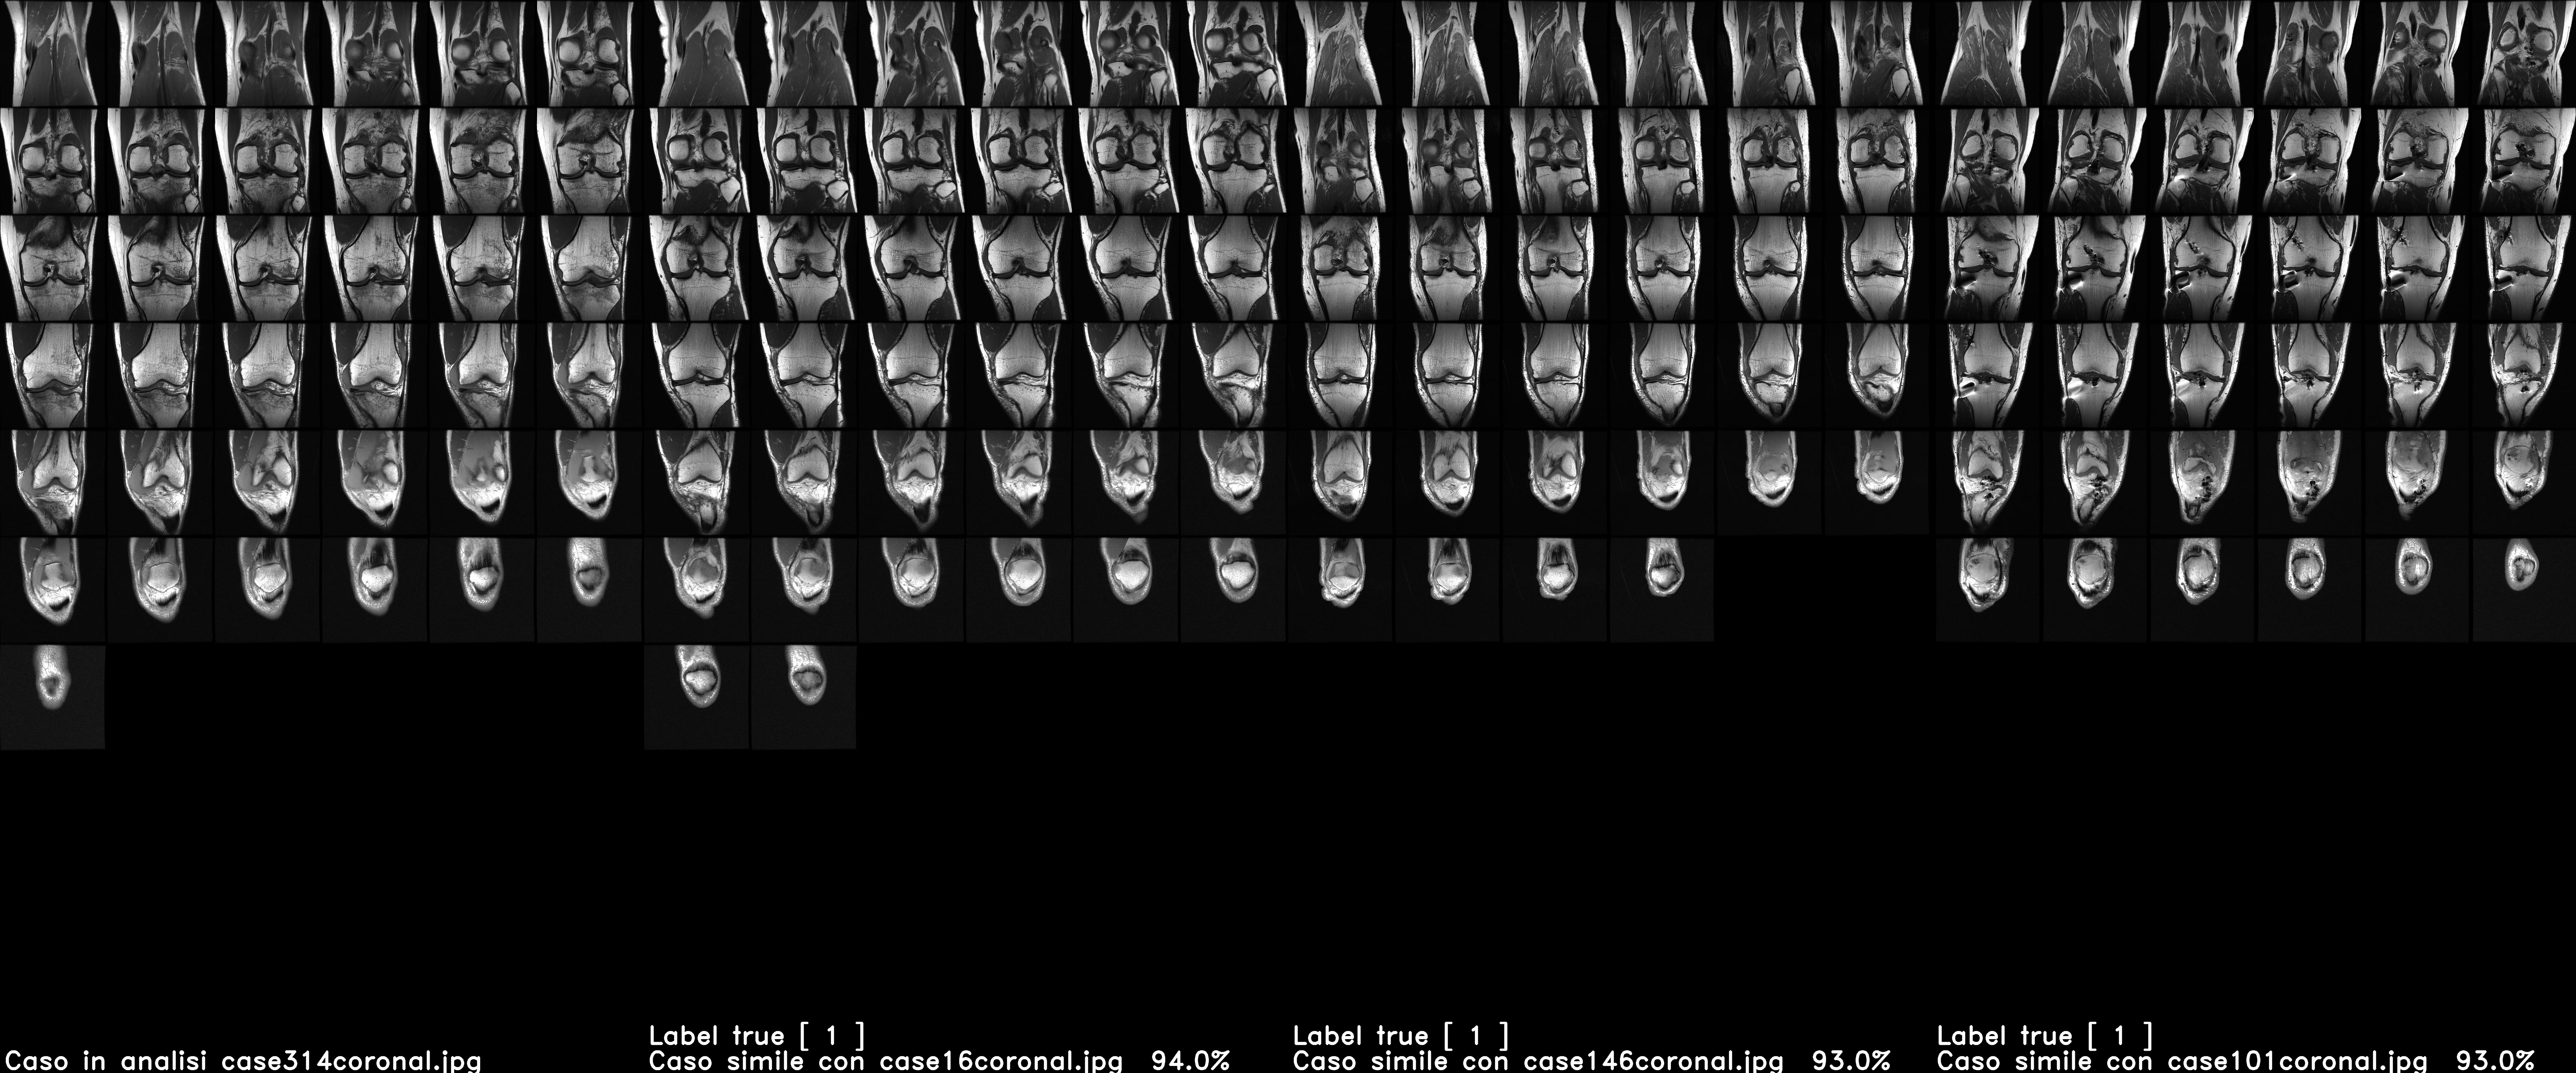 Label true [ 1 ]
Label true [ 1 ]
Label true [ 1 ]
Caso in analisi case314coronal.jpg
Caso simile con case16coronal.jpg 94.0%
Caso simile con case146coronal.jpg 93.0%
Caso simile con case101coronal.jpg 93.0%